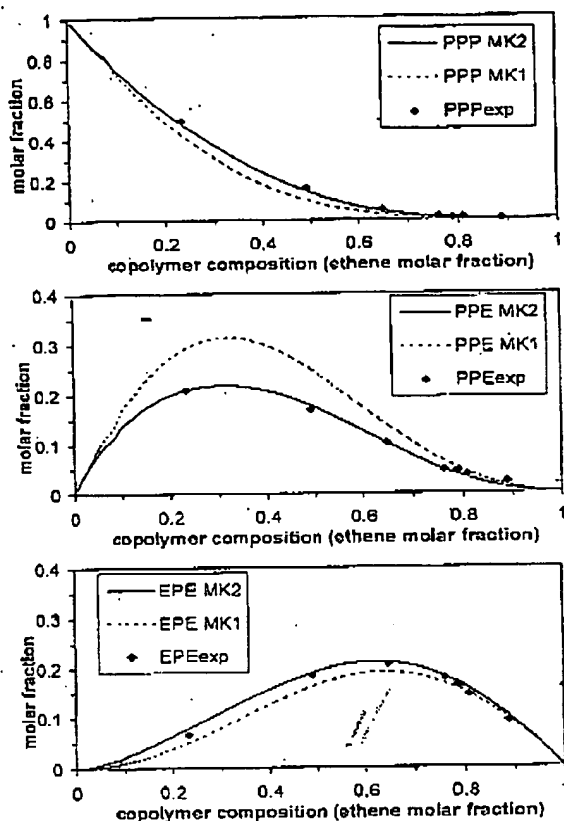 1
0.8
0.6
0.4
0.2
0
molar fraction
PPP MK2
PPP MK1
PPPexp
0 0.2 0.4 0.6 0.8 1
copolymer composition (ethene molar fraction)
0.4
0.3
0.2
0.1
0
molar fraction
PPE MK2
PPE MK1
PPEexp
0 0.2 0.4 0.6 0.8 1
copolymer composition (ethene molar fraction)
0.4
0.3
0.2
0.1
0
molar fraction
EPE MK2
EPE MK1
EPEexp
0 0.2 0.4 0.6 0.8 1
copolymer composition (ethene molar fraction)